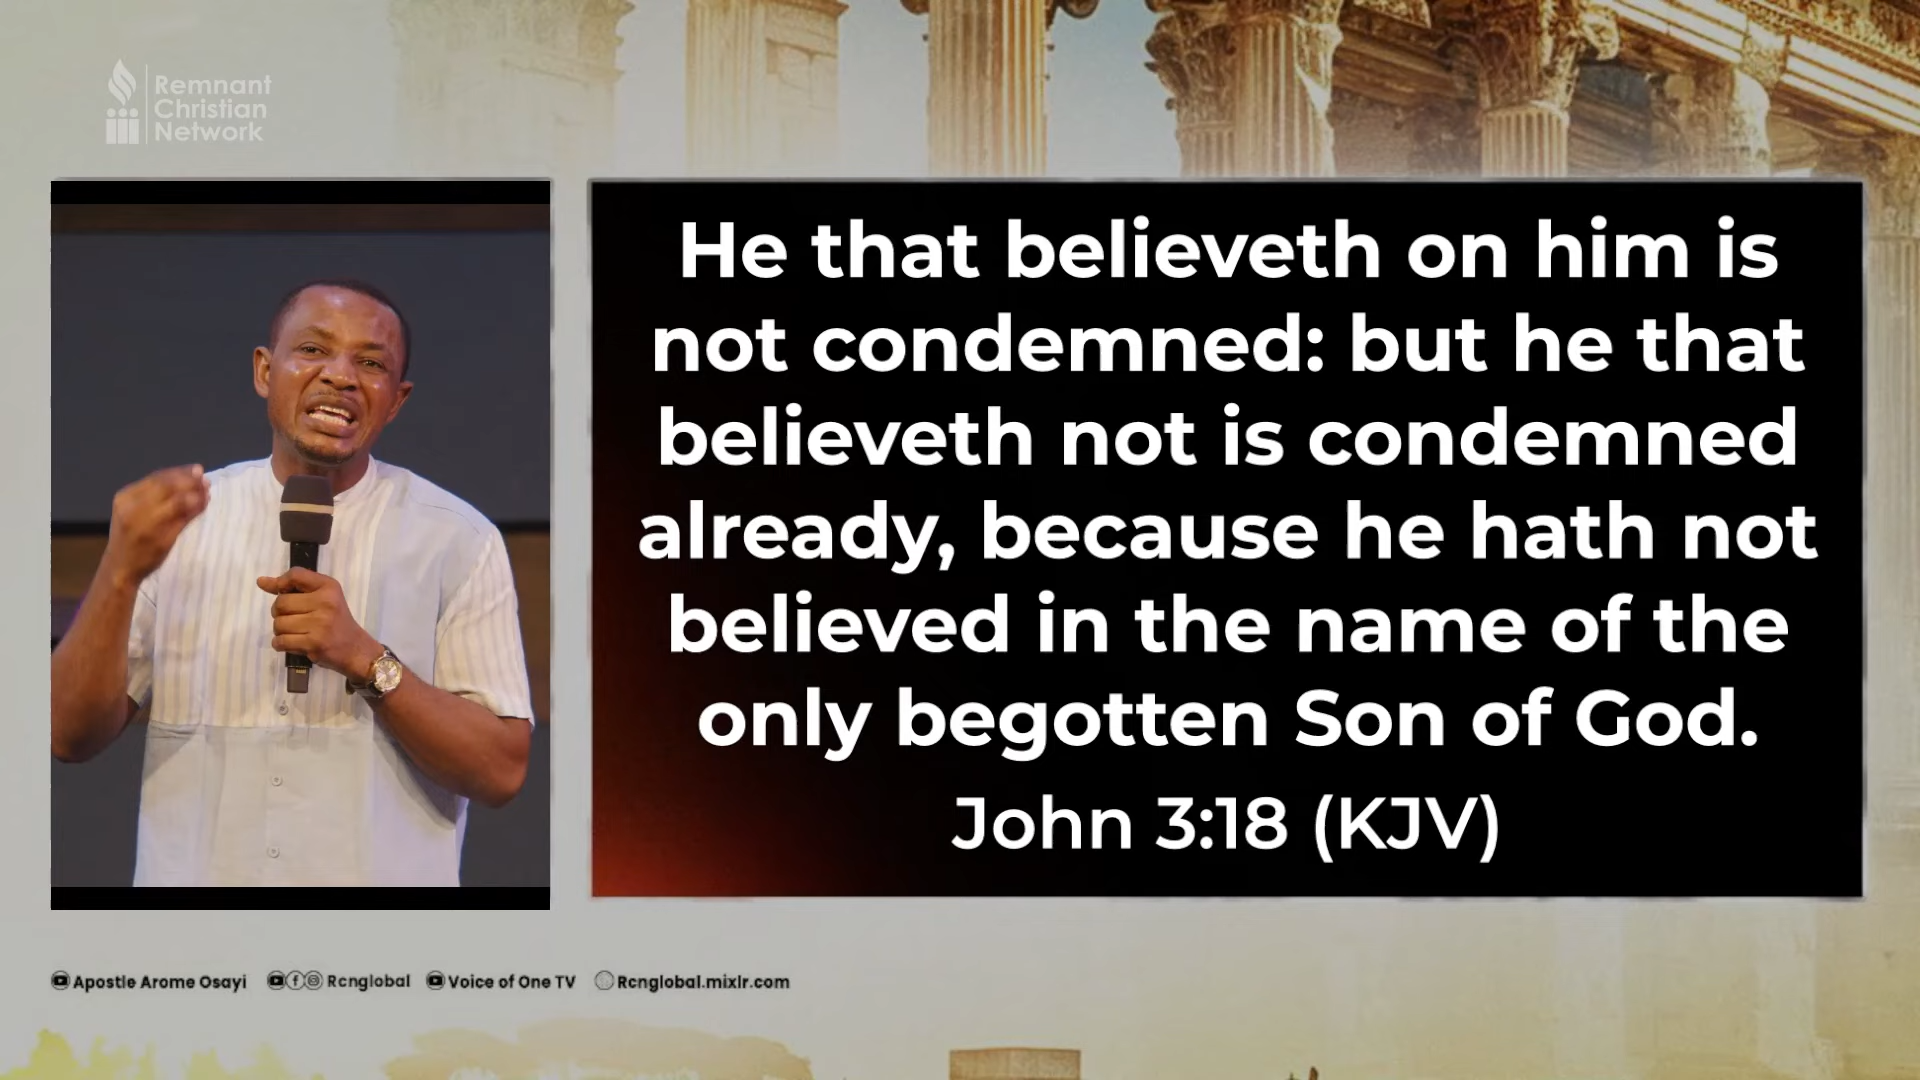 Remnant
Christian
Network
He that believeth on him is
not condemned: but he that
believeth not is condemned
already, because he hath not
believed in the name of the
only begotten Son of God.
John 3:18 (KJV)
Apostle Arome Osayi Rcnglobal Voice of One TV Rcnglobal.mixlr.com